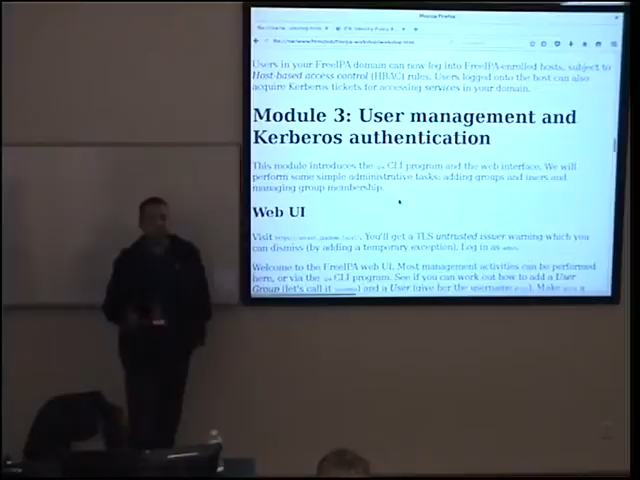 Mozilla Firefox
Users in your FreeIPA domain can now log into FreeIPA-enrolled hosts, subject to
Host-based access control (HBAC) rules. Users logged onto the host can also
acquire Kerberos tickets for accessing services in your domain.
Module 3: User management and
Kerberos authentication
This module introduces the CLI program and the web interface. We will
perform some simple administrative tasks: adding groups and users and
managing group membership.
Web UI
Visit You'll get a TLS untrusted issuer warning which you
can dismiss (by adding a temporary exception). Log in as
Welcome to the FreeIPA web UI. Most management activities can be performed
here, or via the CLI program. See if you can work out how to add a User
Group (let's call it and a User (give her the username Make a